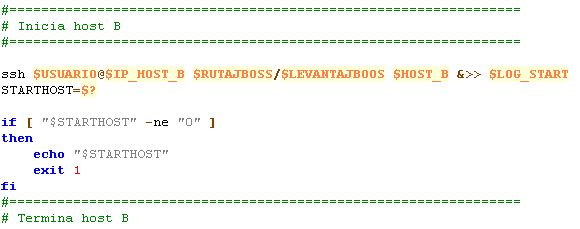 #================================================================
# Inicia host B
#================================================================
ssh $USUARIO@$IP_HOST_B $RUTAJBOSS/$LEVANTAJBOOS $HOST_B &>> $LOG_START
STARTHOST=$?
if [ "$STARTHOST" -ne "0" ]
then
    echo "$STARTHOST"
    exit 1
fi
#================================================================
# Termina host B